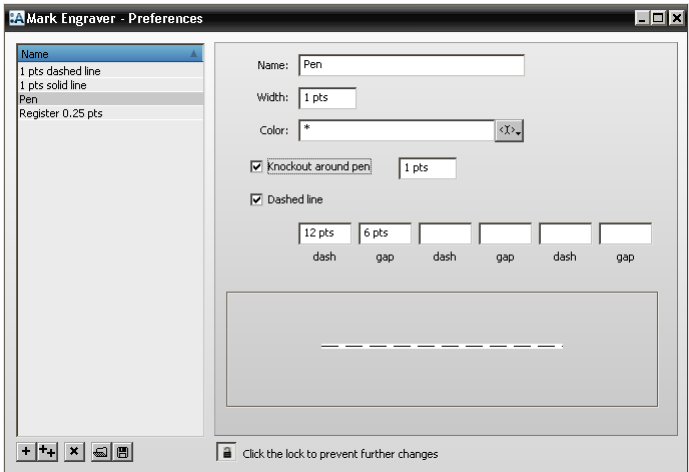 :A Mark Engraver - Preferences
Name
1 pts dashed line
1 pts solid line
Pen
Register 0.25 pts
Name: Pen
Width: 1 pts
Color: *
Knockout around pen 1 pts
Dashed line
12 pts 6 pts
dash gap dash gap dash gap
Click the lock to prevent further changes